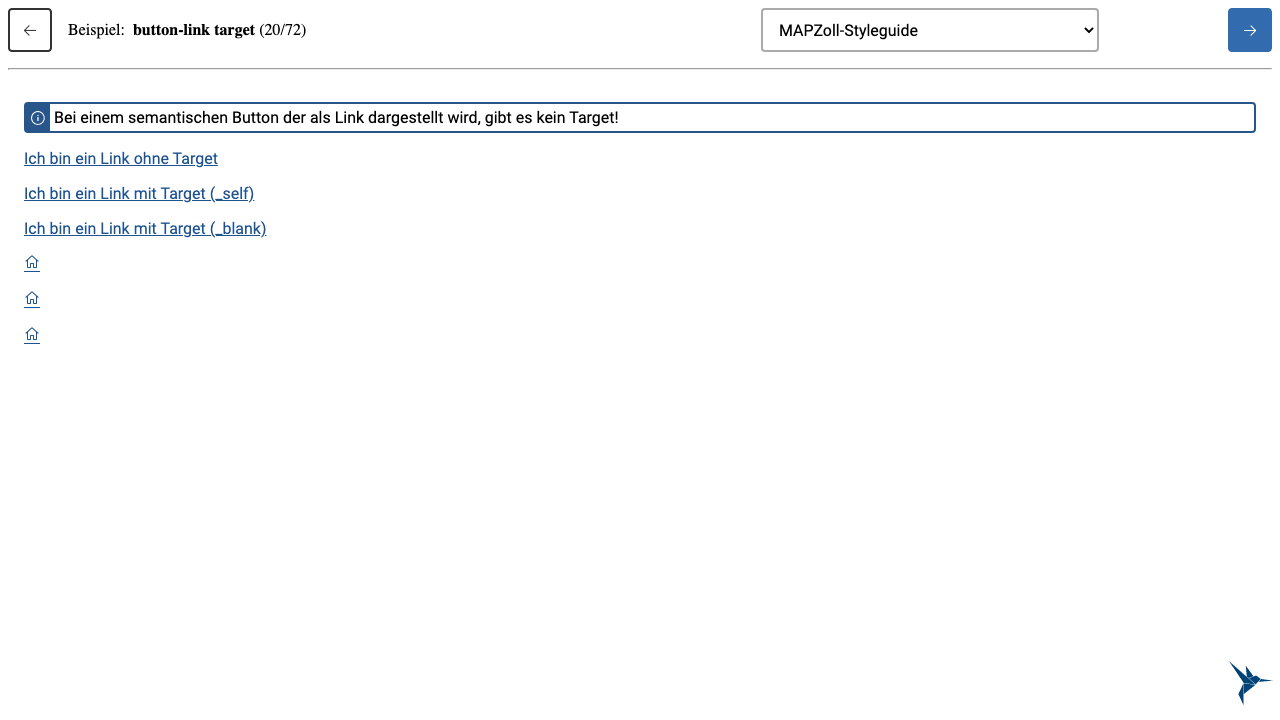 Beispiel: button-link target (20/72)
MAPZoll-Styleguide
Bei einem semantischen Button der als Link dargestellt wird, gibt es kein Target!
Ich bin ein Link ohne Target
Ich bin ein Link mit Target (_self)
Ich bin ein Link mit Target (_blank)